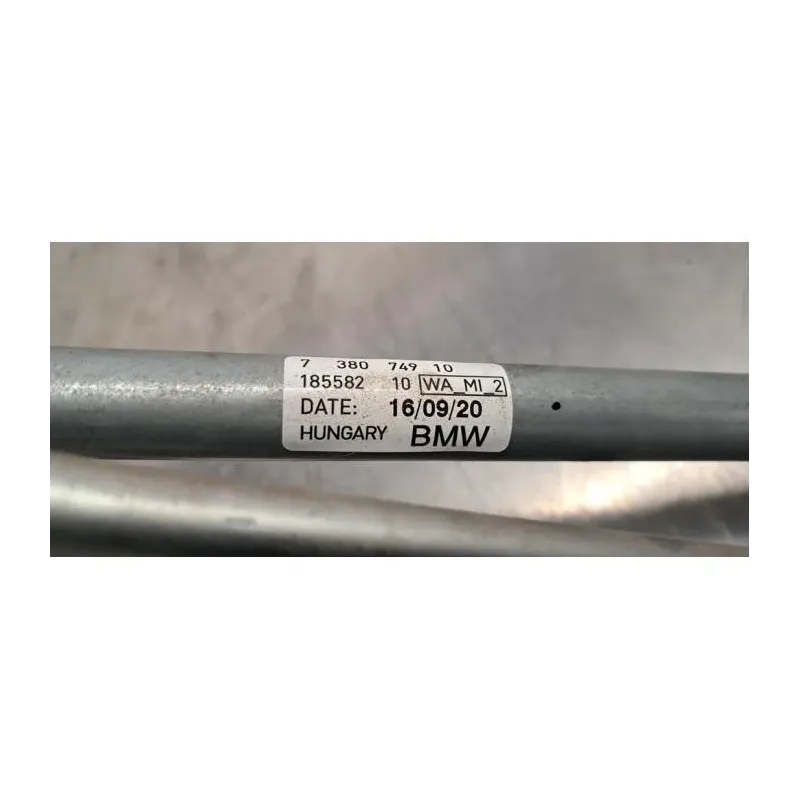 7 380 749 10
185582 10 WA_MI_2
DATE: 16/09/20
HUNGARY BMW